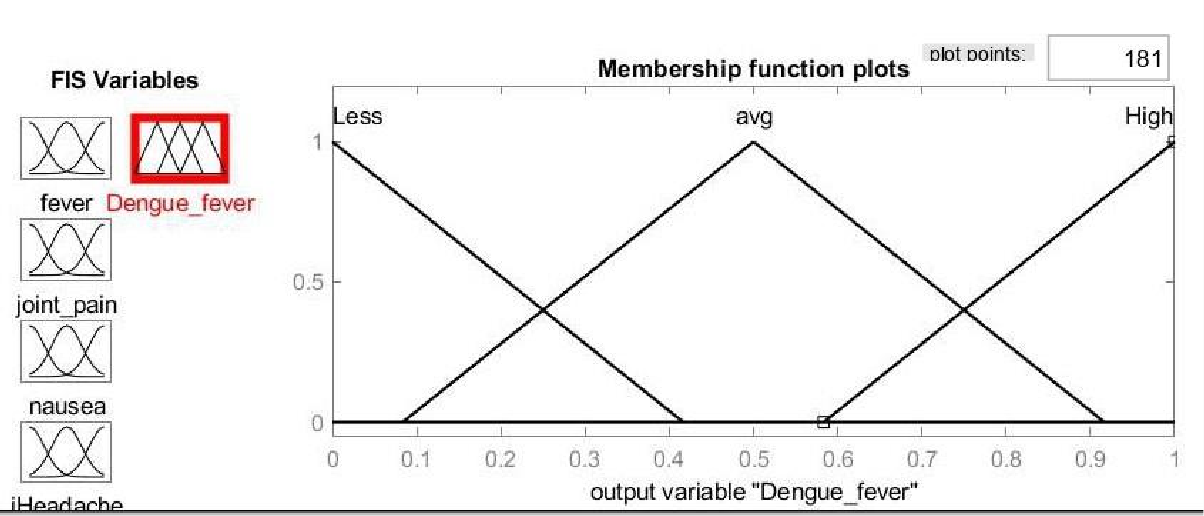 FIS Variables
fever
Dengue_fever
joint_pain
nausea
iHeadache
Membership function plots
plot points:
181
Less
avg
High
1
0.5
0
0 0.1 0.2 0.3 0.4 0.5 0.6 0.7 0.8 0.9 1
output variable "Dengue_fever"